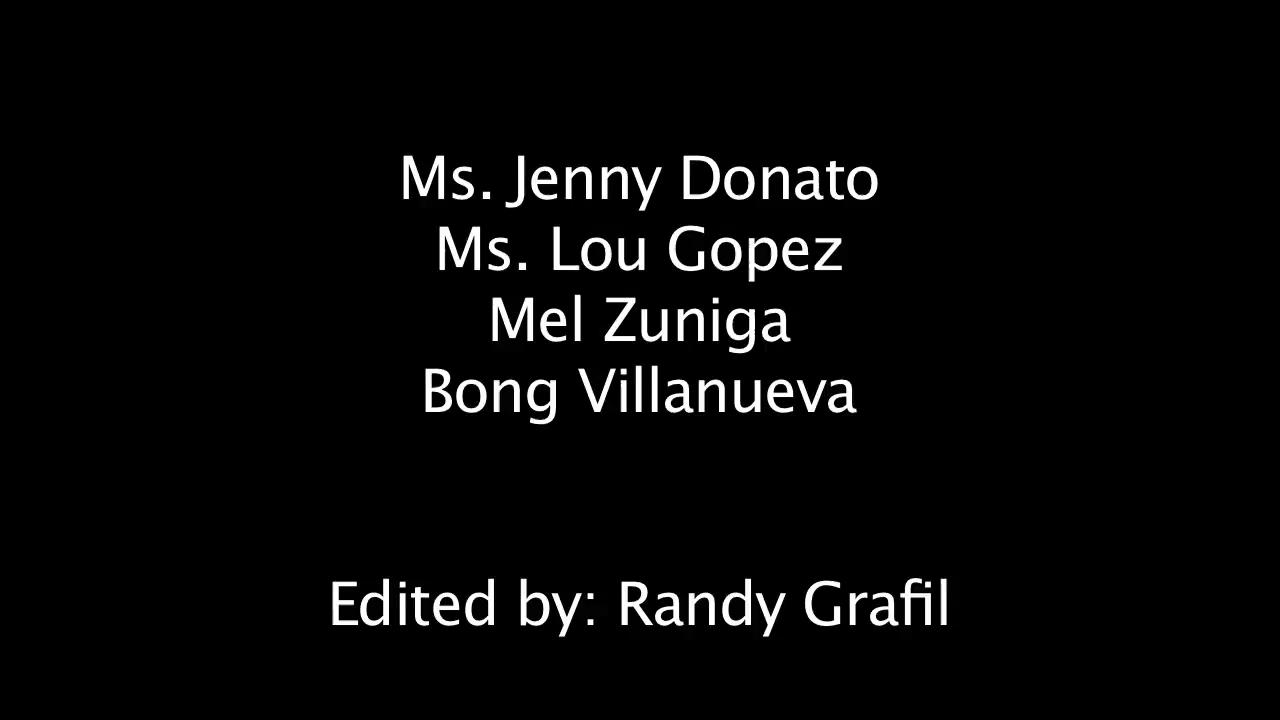 Ms. Jenny Donato
Ms. Lou Gopez
Mel Zuniga
Bong Villanueva
Edited by: Randy Grafil